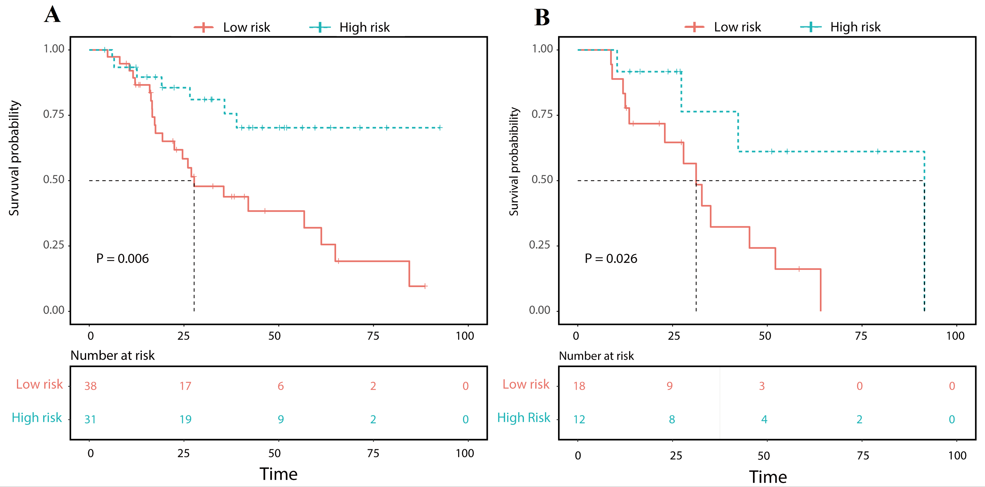 A
Low risk High risk
Survuval probability
1.00
0.75
0.50
0.25
0.00
P = 0.006
0 25 50 75 100
Number at risk
Low risk 38 17 6 2 0
High risk 31 19 9 2 0
0 25 50 75 100
Time
B
Low risk High risk
Survival probability
1.00
0.75
0.50
0.25
0.00
P = 0.026
0 25 50 75 100
Number at risk
Low risk 18 9 3 0 0
High Risk 12 8 4 2 0
0 25 50 75 100
Time